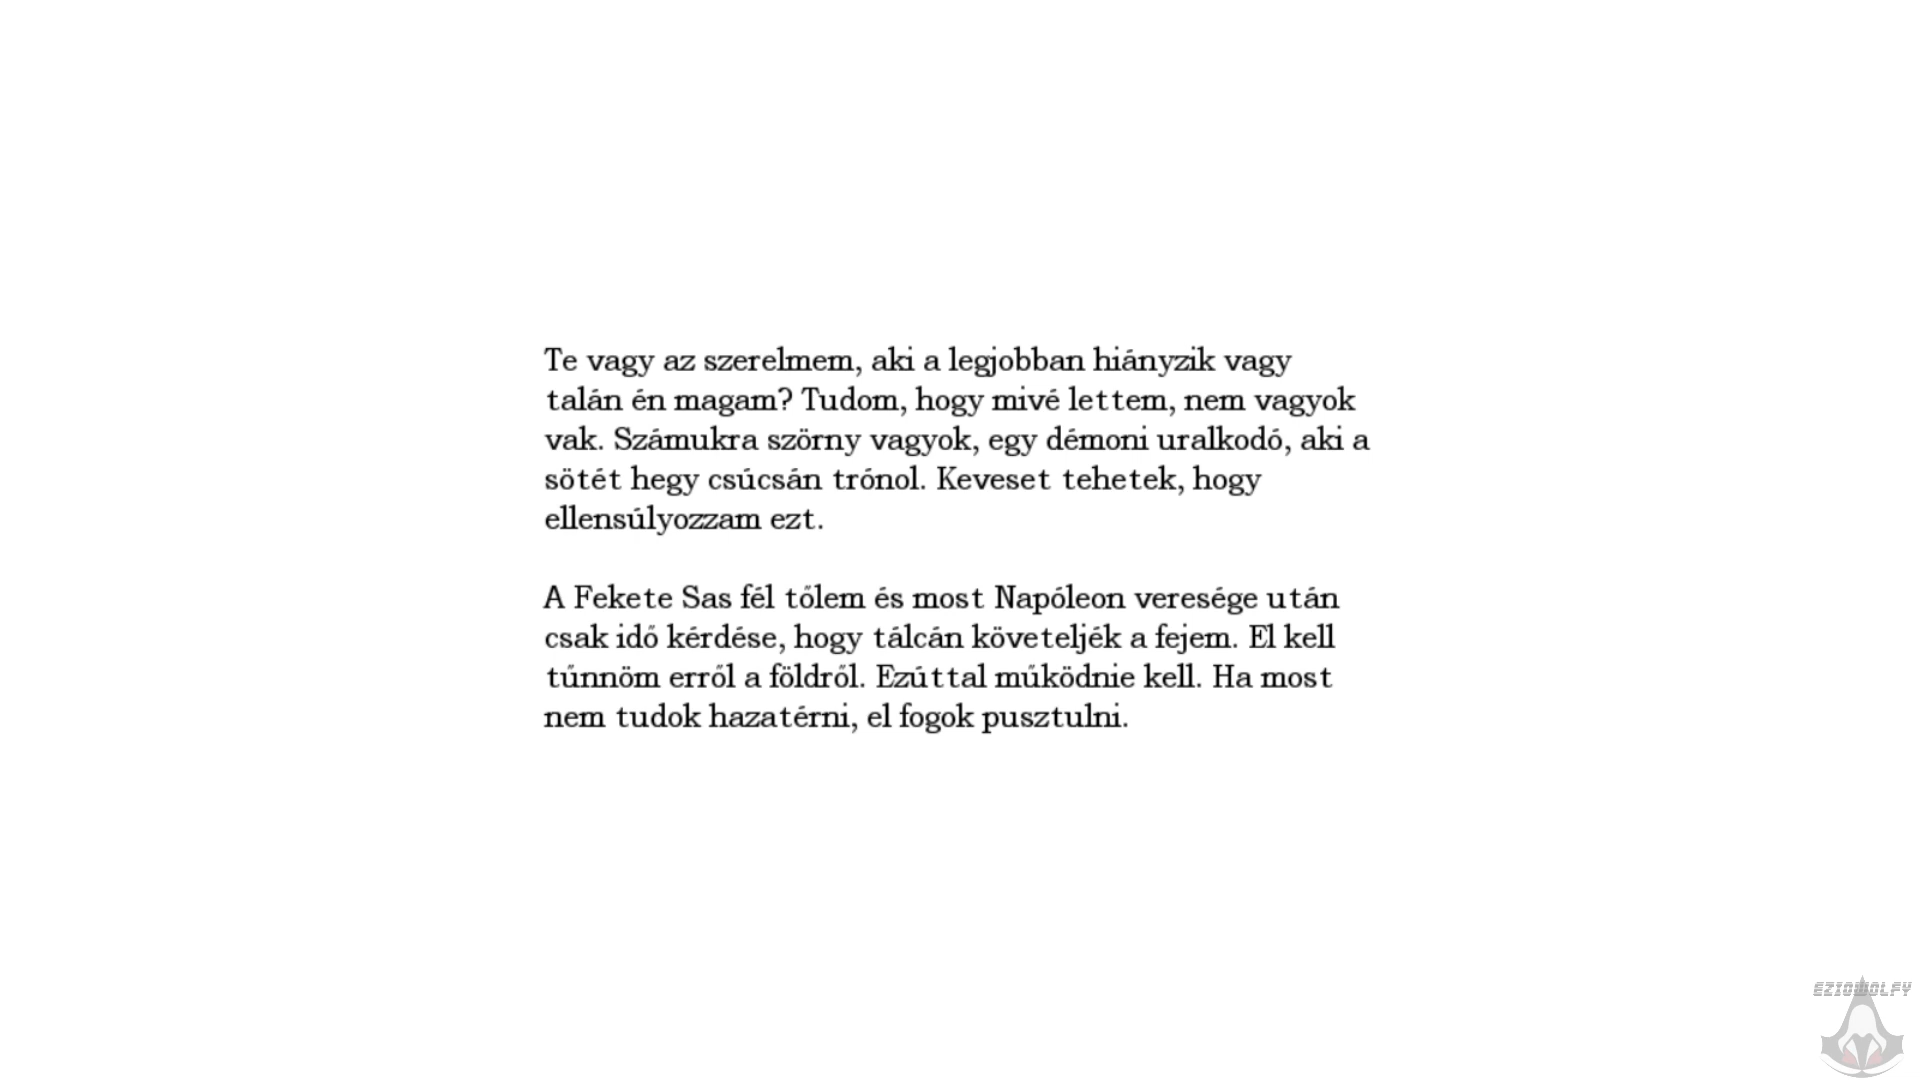 Te vagy az szerelmem, aki a legjobban hiányzik vagy
talán én magam? Tudom, hogy mivé lettem, nem vagyok
vak. Számukra szörny vagyok, egy démoni uralkodó, aki a
sötét hegy csúcsán trónol. Keveset tehetek, hogy
ellensúlyozzam ezt.
A Fekete Sas fél tőlem és most Napóleon veresége után
csak idő kérdése, hogy tálcán követeljék a fejem. El kell
tűnnöm erről a földről. Ezúttal működnie kell. Ha most
nem tudok hazatérni, el fogok pusztulni.
EZIOWOLFY